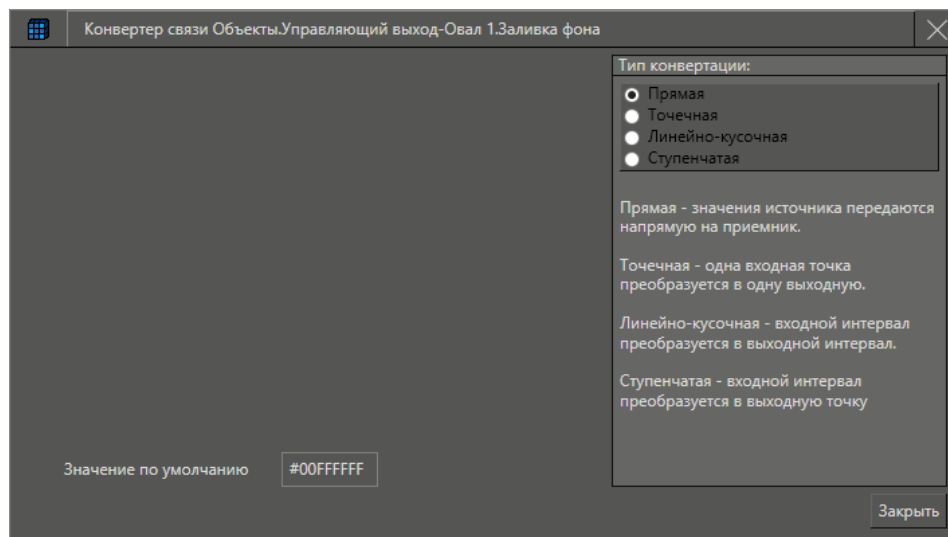 Конвертер связи Объекты.Управляющий выход-Овал 1.Заливка фона
Тип конвертации:
Прямая
Точечная
Линейно-кусочная
Ступенчатая
Прямая - значения источника передаются
напрямую на приемник.
Точечная - одна входная точка
преобразуется в одну выходную.
Линейно-кусочная - входной интервал
преобразуется в выходной интервал.
Ступенчатая - входной интервал
преобразуется в выходную точку
Значение по умолчанию
#00FFFFFF
Закрыть